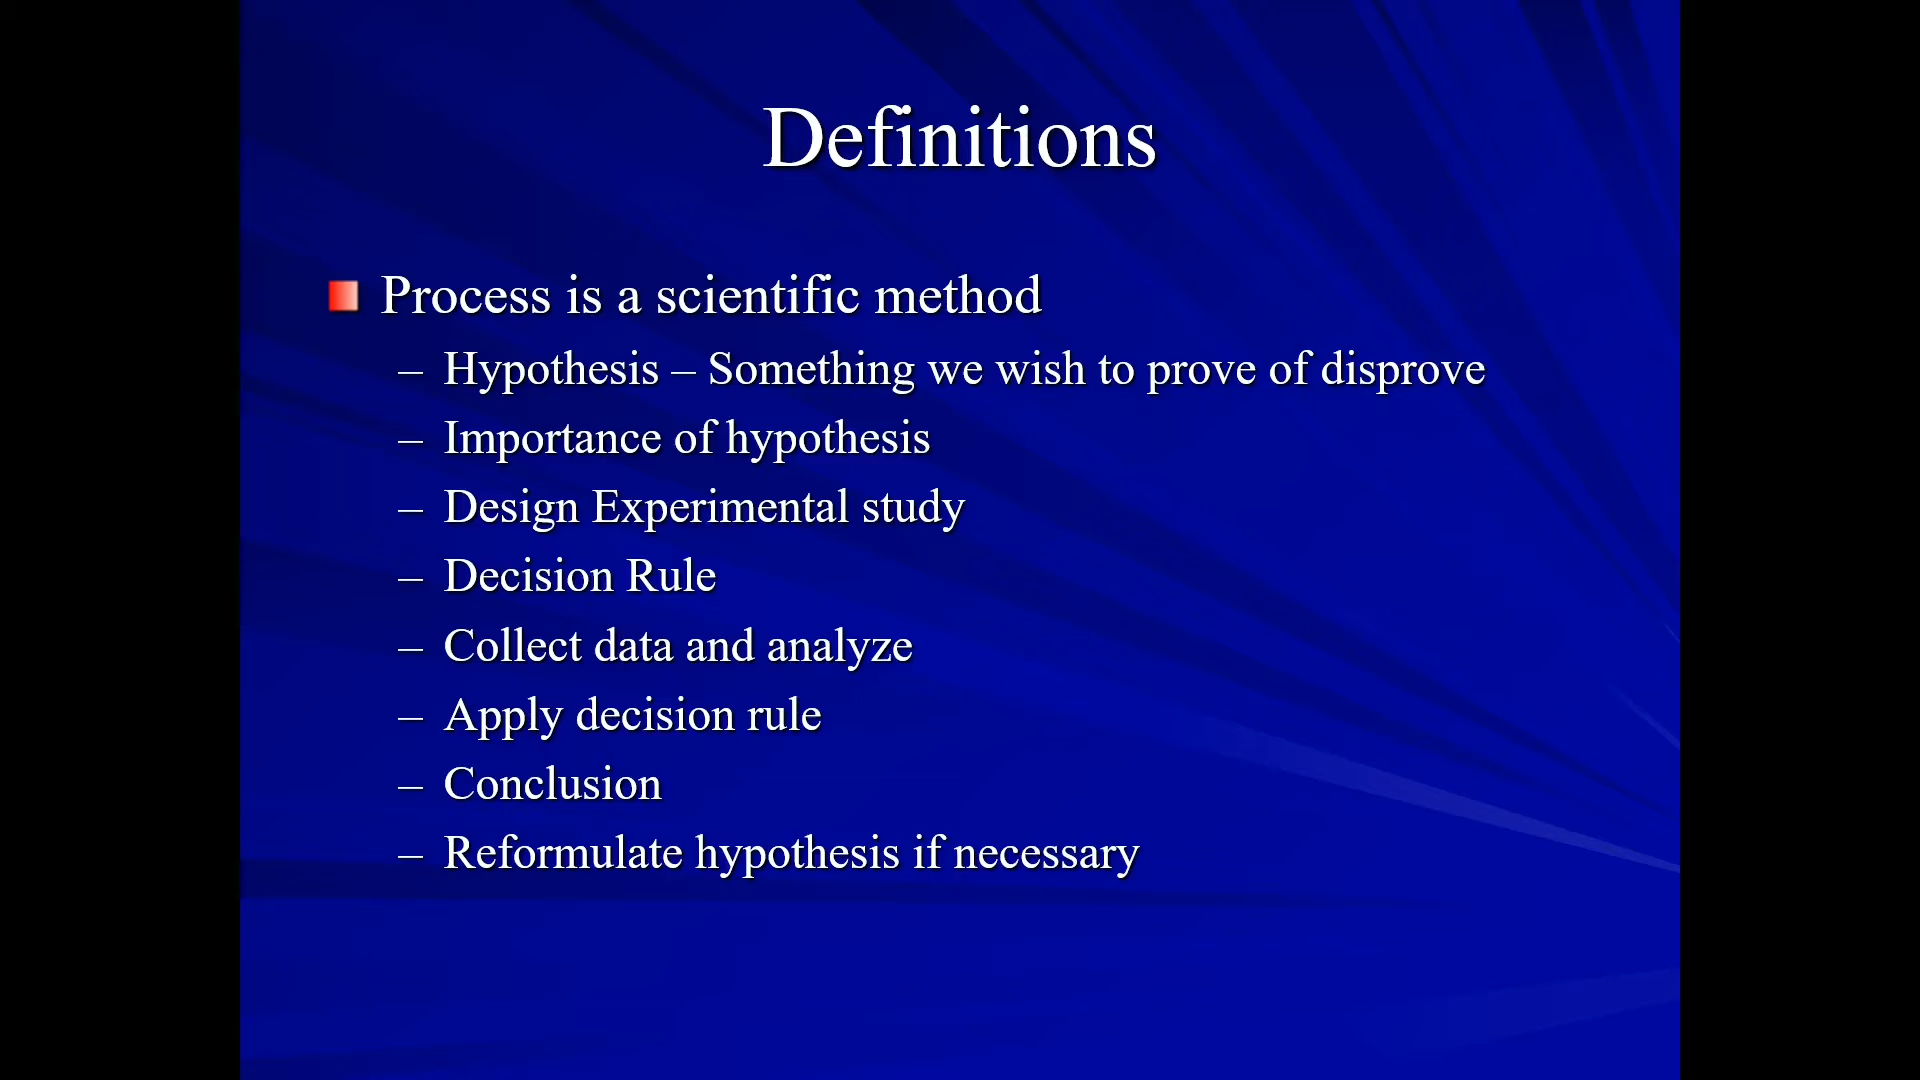 Definitions
Process is a scientific method
– Hypothesis – Something we wish to prove of disprove
– Importance of hypothesis
– Design Experimental study
– Decision Rule
– Collect data and analyze
– Apply decision rule
– Conclusion
– Reformulate hypothesis if necessary